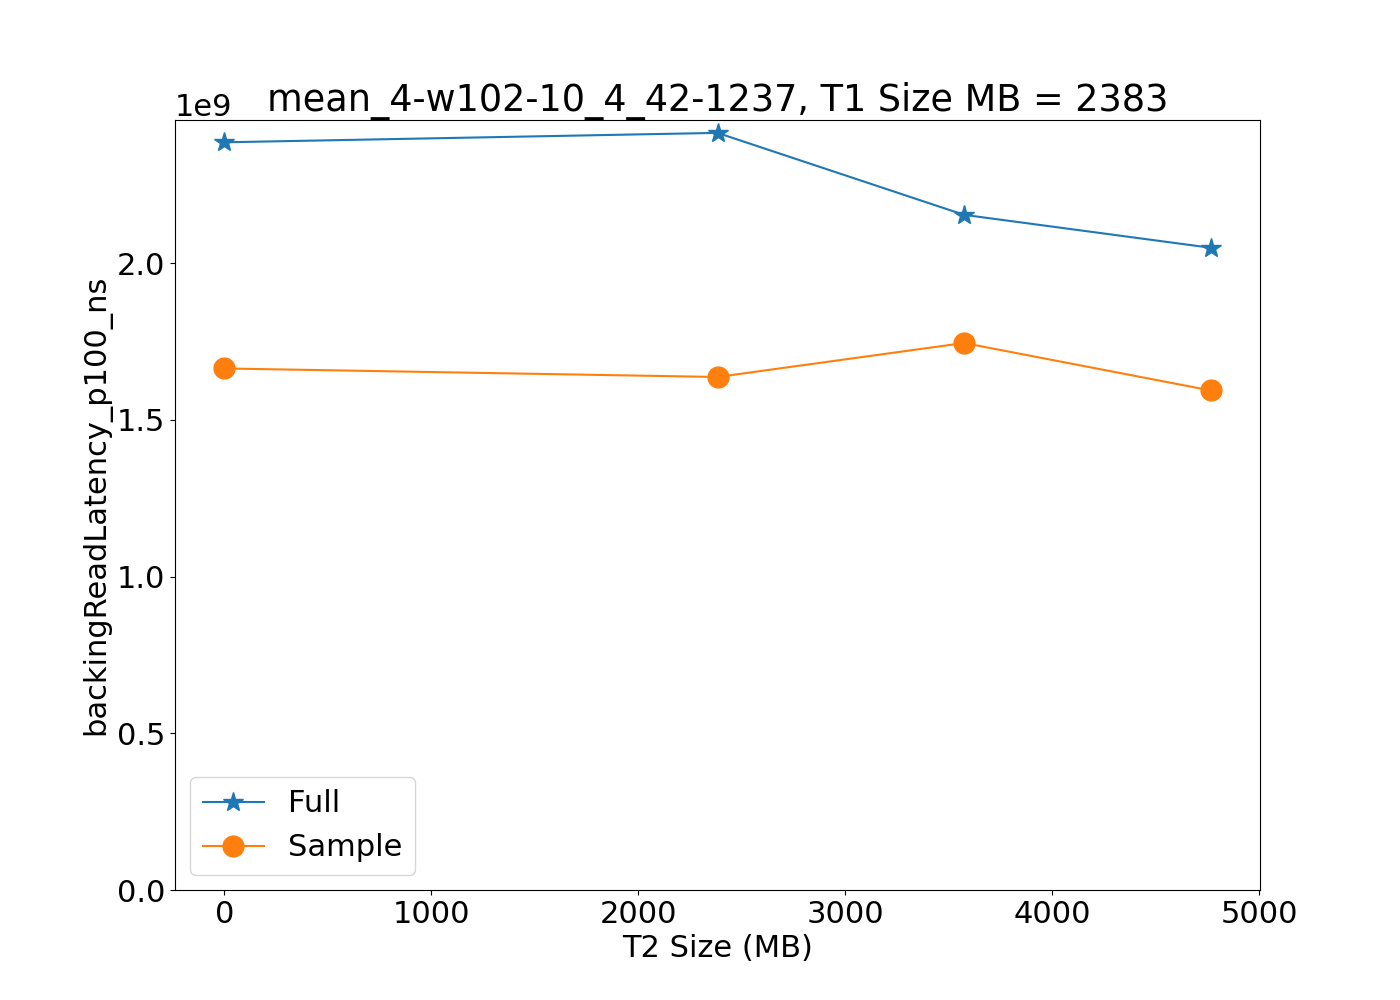 mean_4-w102-10_4_42-1237, T1 Size MB = 2383
1e9
backingReadLatency_p100_ns
2.0
1.5
1.0
0.5
0.0
Full
Sample
0 1000 2000 3000 4000 5000
T2 Size (MB)